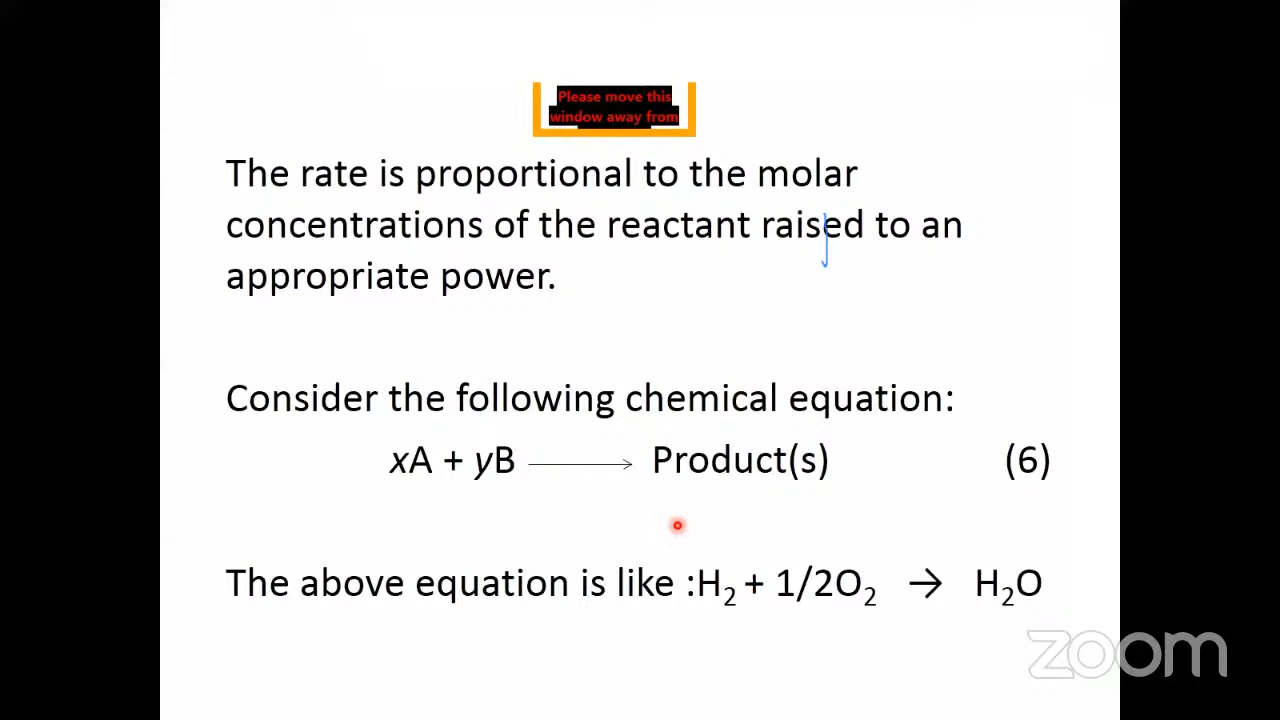 Please move this
window away from
The rate is proportional to the molar
concentrations of the reactant raised to an
appropriate power.
Consider the following chemical equation:
xA + yB ⟶ Product(s) (6)
The above equation is like :H₂ + 1/2O₂ → H₂O
zoom